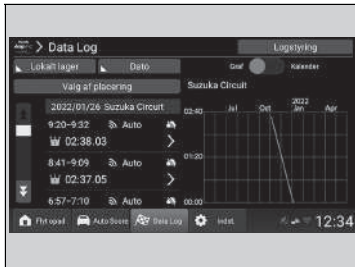 > Data Log
Logstyring
Lokalt lager
Dato
Graf
Kalender
Valg af placering
Suzuka Circuit
2022/01/26 Suzuka Circuit
9:20-9:32 Auto
02:38.03 >
8:41-9:09 Auto
02:37.05 >
6:57-7:10 Auto
02:40
01:20
00:00
Jul
Oct
2022
Jan
Apr
Flyt opad
Auto Score
Data Log
Indst.
12:34